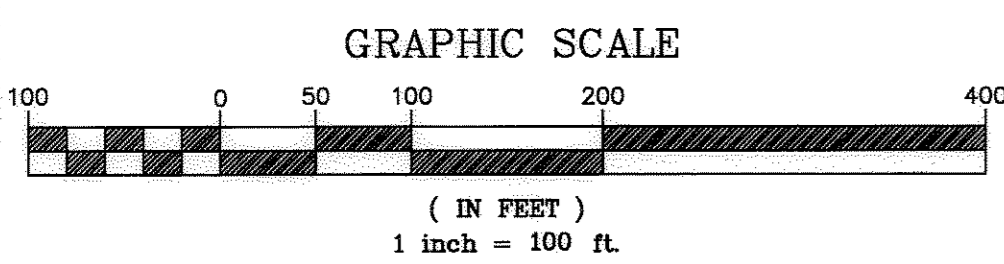 GRAPHIC SCALE
100 0 50 100 200 400
( IN FEET )
1 inch = 100 ft.